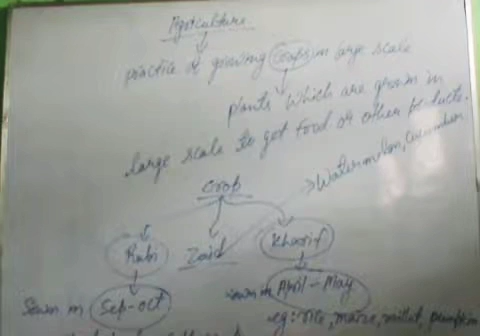 Agriculture
practice of growing Crops in large scale
plants which are grown in
large scale to get food or other products.
→ Watermelon, Cucumber
Crop
Rabi Zaid Kharif
Sown in Sep-oct sown in April-May
eg: rice, maize, millet, pumpkin